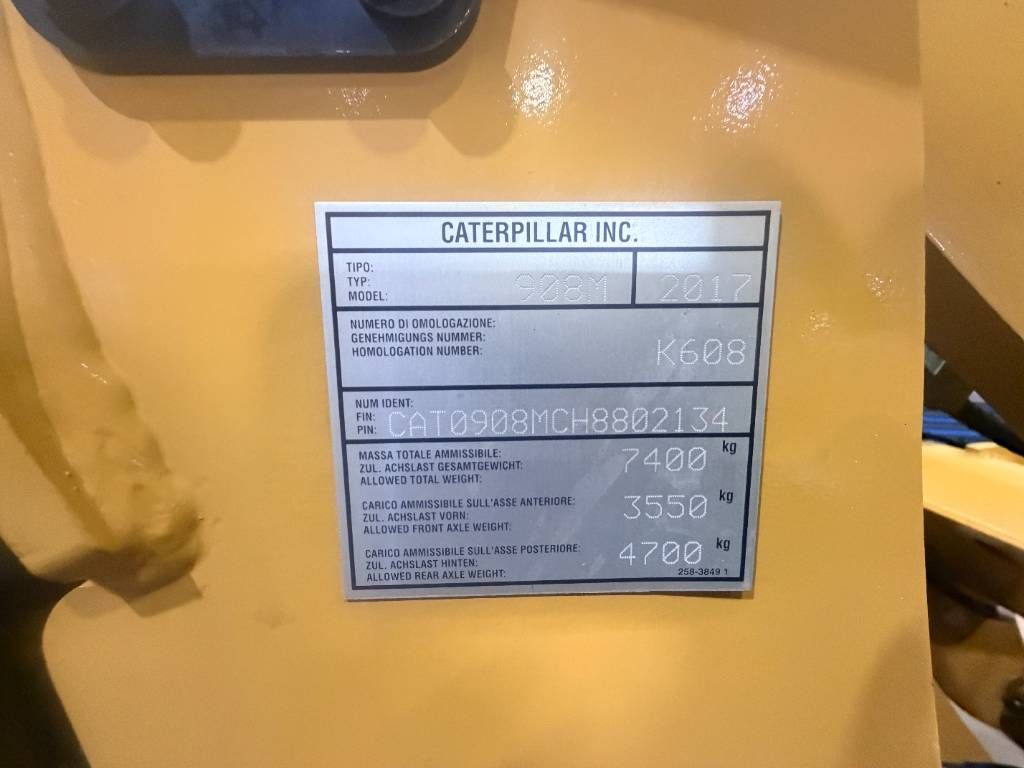 CATERPILLAR INC.
TIPO:
TYP:
MODEL: 908M 2017
NUMERO DI OMOLOGAZIONE:
GENEHMIGUNGS NUMMER:
HOMOLOGATION NUMBER: K608
NUM IDENT:
FIN:
PIN: CAT0908MCH8802134
MASSA TOTALE AMMISSIBILE:
ZUL. ACHSLAST GESAMTGEWICHT: 7400 kg
ALLOWED TOTAL WEIGHT:
CARICO AMMISSIBILE SULL'ASSE ANTERIORE:
ZUL. ACHSLAST VORN: 3550 kg
ALLOWED FRONT AXLE WEIGHT:
CARICO AMMISSIBILE SULL'ASSE POSTERIORE:
ZUL. ACHSLAST HINTEN: 4700 kg
ALLOWED REAR AXLE WEIGHT:
258-3849 1